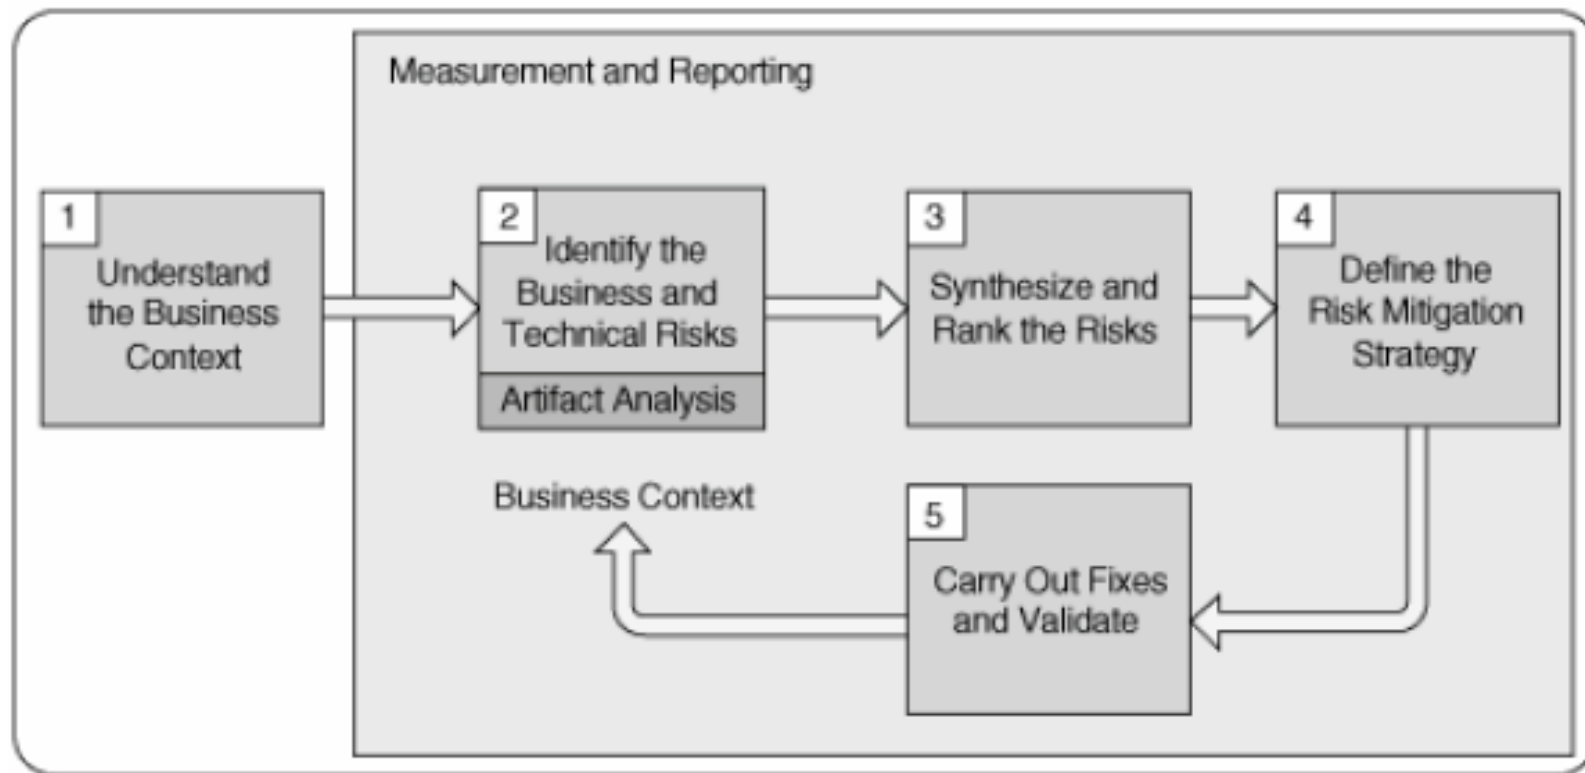 Measurement and Reporting
1
Understand
the Business
Context
2
Identify the
Business and
Technical Risks
Artifact Analysis
3
Synthesize and
Rank the Risks
4
Define the
Risk Mitigation
Strategy
5
Carry Out Fixes
and Validate
Business Context